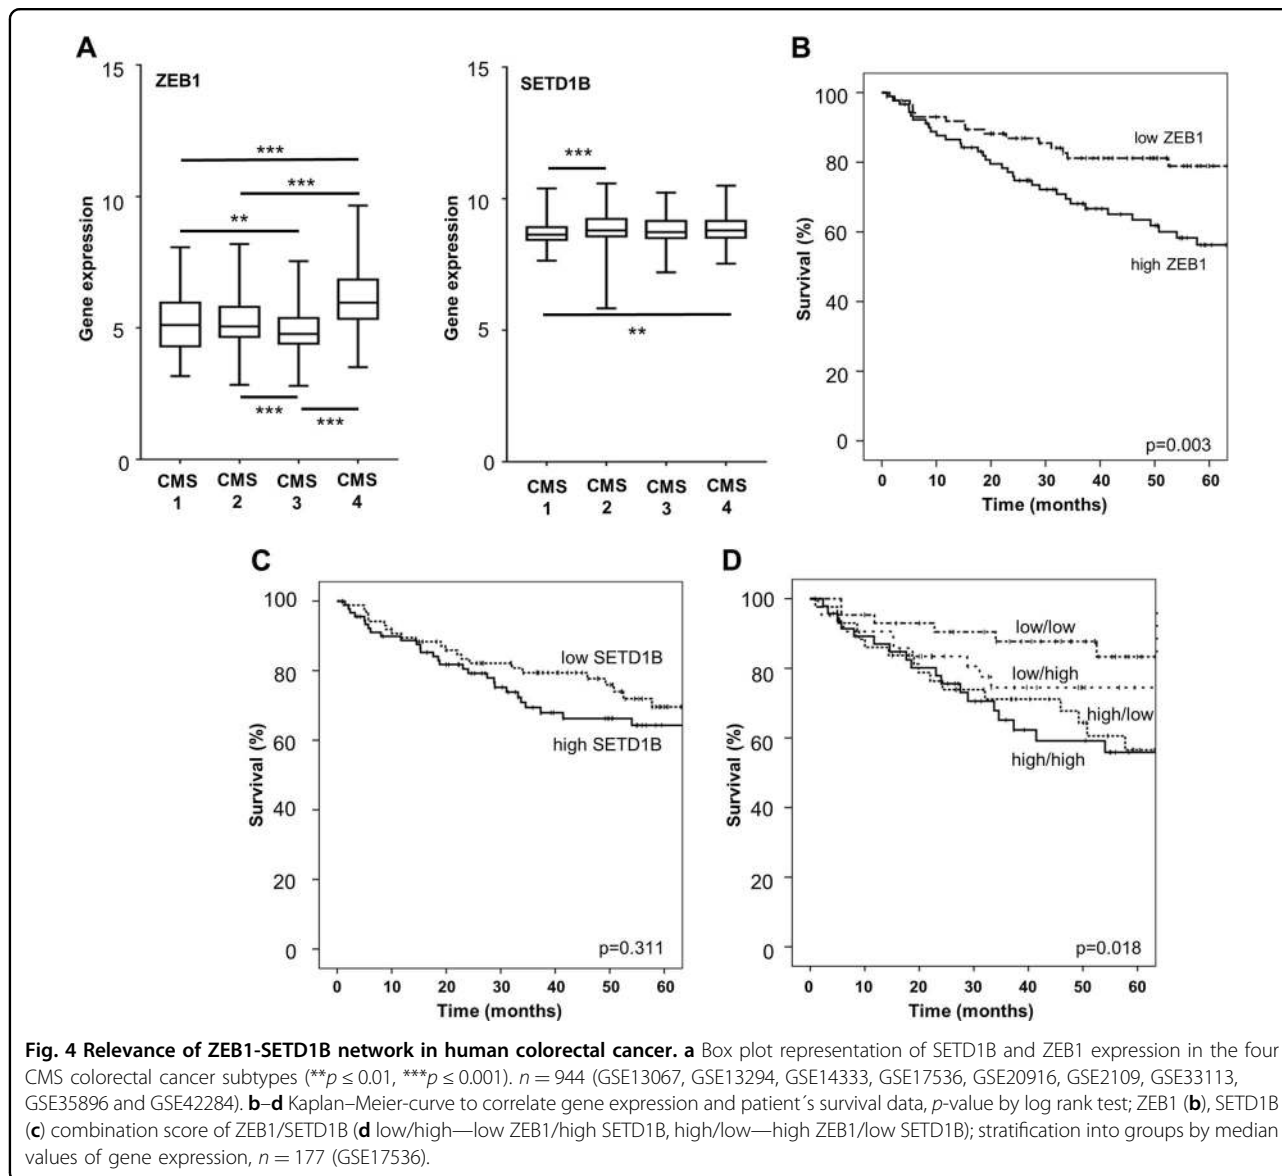 A
ZEB1
15
10
5
0
Gene expression
***
***
**
***
***
CMS 1
CMS 2
CMS 3
CMS 4
SETD1B
15
10
5
0
Gene expression
***
**
CMS 1
CMS 2
CMS 3
CMS 4
B
100
80
60
40
20
0
Survival (%)
low ZEB1
high ZEB1
p=0.003
0 10 20 30 40 50 60
Time (months)
C
100
80
60
40
20
0
Survival (%)
low SETD1B
high SETD1B
p=0.311
0 10 20 30 40 50 60
Time (months)
D
100
80
60
40
20
0
Survival (%)
low/low
low/high
high/low
high/high
p=0.018
0 10 20 30 40 50 60
Time (months)
Fig. 4 Relevance of ZEB1-SETD1B network in human colorectal cancer. a Box plot representation of SETD1B and ZEB1 expression in the four
CMS colorectal cancer subtypes (**p ≤ 0.01, ***p ≤ 0.001). n = 944 (GSE13067, GSE13294, GSE14333, GSE17536, GSE20916, GSE2109, GSE33113,
GSE35896 and GSE42284). b–d Kaplan–Meier-curve to correlate gene expression and patient´s survival data, p-value by log rank test; ZEB1 (b), SETD1B
(c) combination score of ZEB1/SETD1B (d low/high—low ZEB1/high SETD1B, high/low—high ZEB1/low SETD1B); stratification into groups by median
values of gene expression, n = 177 (GSE17536).